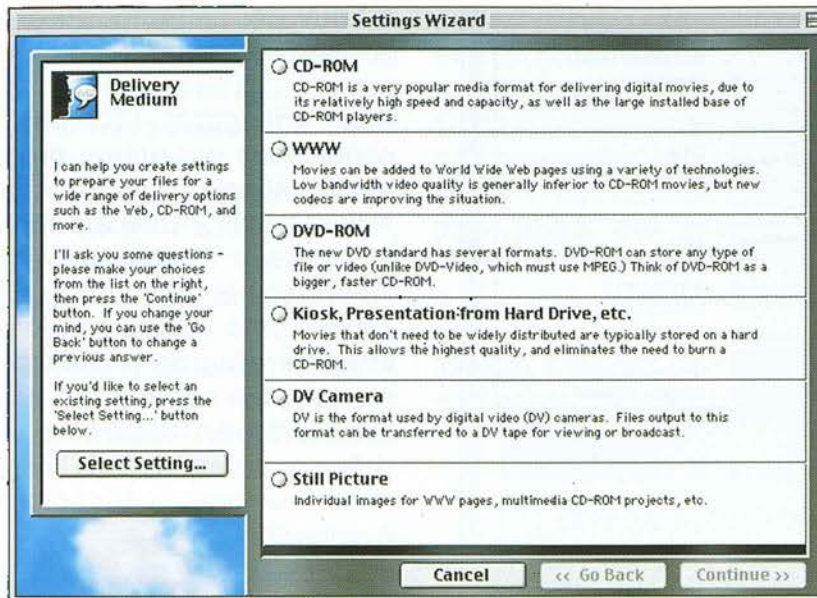 Settings Wizard
Delivery
Medium
I can help you create settings
to prepare your files for a
wide range of delivery options
such as the Web, CD-ROM, and
more.
I'll ask you some questions -
please make your choices
from the list on the right,
then press the 'Continue'
button. If you change your
mind, you can use the 'Go
Back' button to change a
previous answer.
If you'd like to select an
existing setting, press the
'Select Setting...' button
below.
Select Setting...
CD-ROM
CD-ROM is a very popular media format for delivering digital movies, due to
its relatively high speed and capacity, as well as the large installed base of
CD-ROM players.
WWW
Movies can be added to World Wide Web pages using a variety of technologies.
Low bandwidth video quality is generally inferior to CD-ROM movies, but new
codecs are improving the situation.
DVD-ROM
The new DVD standard has several formats. DVD-ROM can store any type of
file or video (unlike DVD-Video, which must use MPEG.) Think of DVD-ROM as a
bigger, faster CD-ROM.
Kiosk, Presentation from Hard Drive, etc.
Movies that don't need to be widely distributed are typically stored on a hard
drive. This allows the highest quality, and eliminates the need to burn a
CD-ROM.
DV Camera
DV is the format used by digital video (DV) cameras. Files output to this
format can be transferred to a DV tape for viewing or broadcast.
Still Picture
Individual images for WWW pages, multimedia CD-ROM projects, etc.
Cancel
<< Go Back
Continue >>